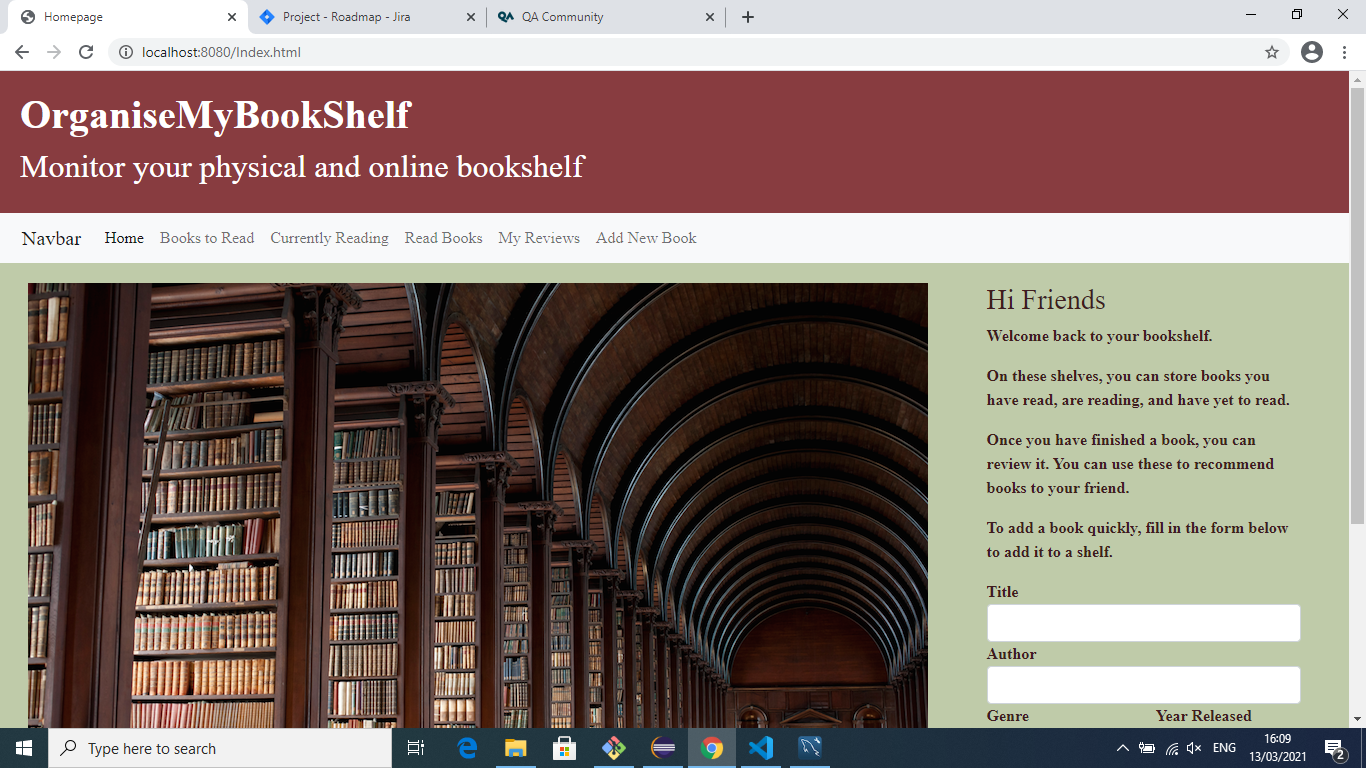 Homepage
Project - Roadmap - Jira
QA Community
localhost:8080/Index.html
OrganiseMyBookShelf
Monitor your physical and online bookshelf
Navbar Home Books to Read Currently Reading Read Books My Reviews Add New Book
Hi Friends
Welcome back to your bookshelf.
On these shelves, you can store books you
have read, are reading, and have yet to read.
Once you have finished a book, you can
review it. You can use these to recommend
books to your friend.
To add a book quickly, fill in the form below
to add it to a shelf.
Title
Author
Genre Year Released
Type here to search
ENG
16:09
13/03/2021
2